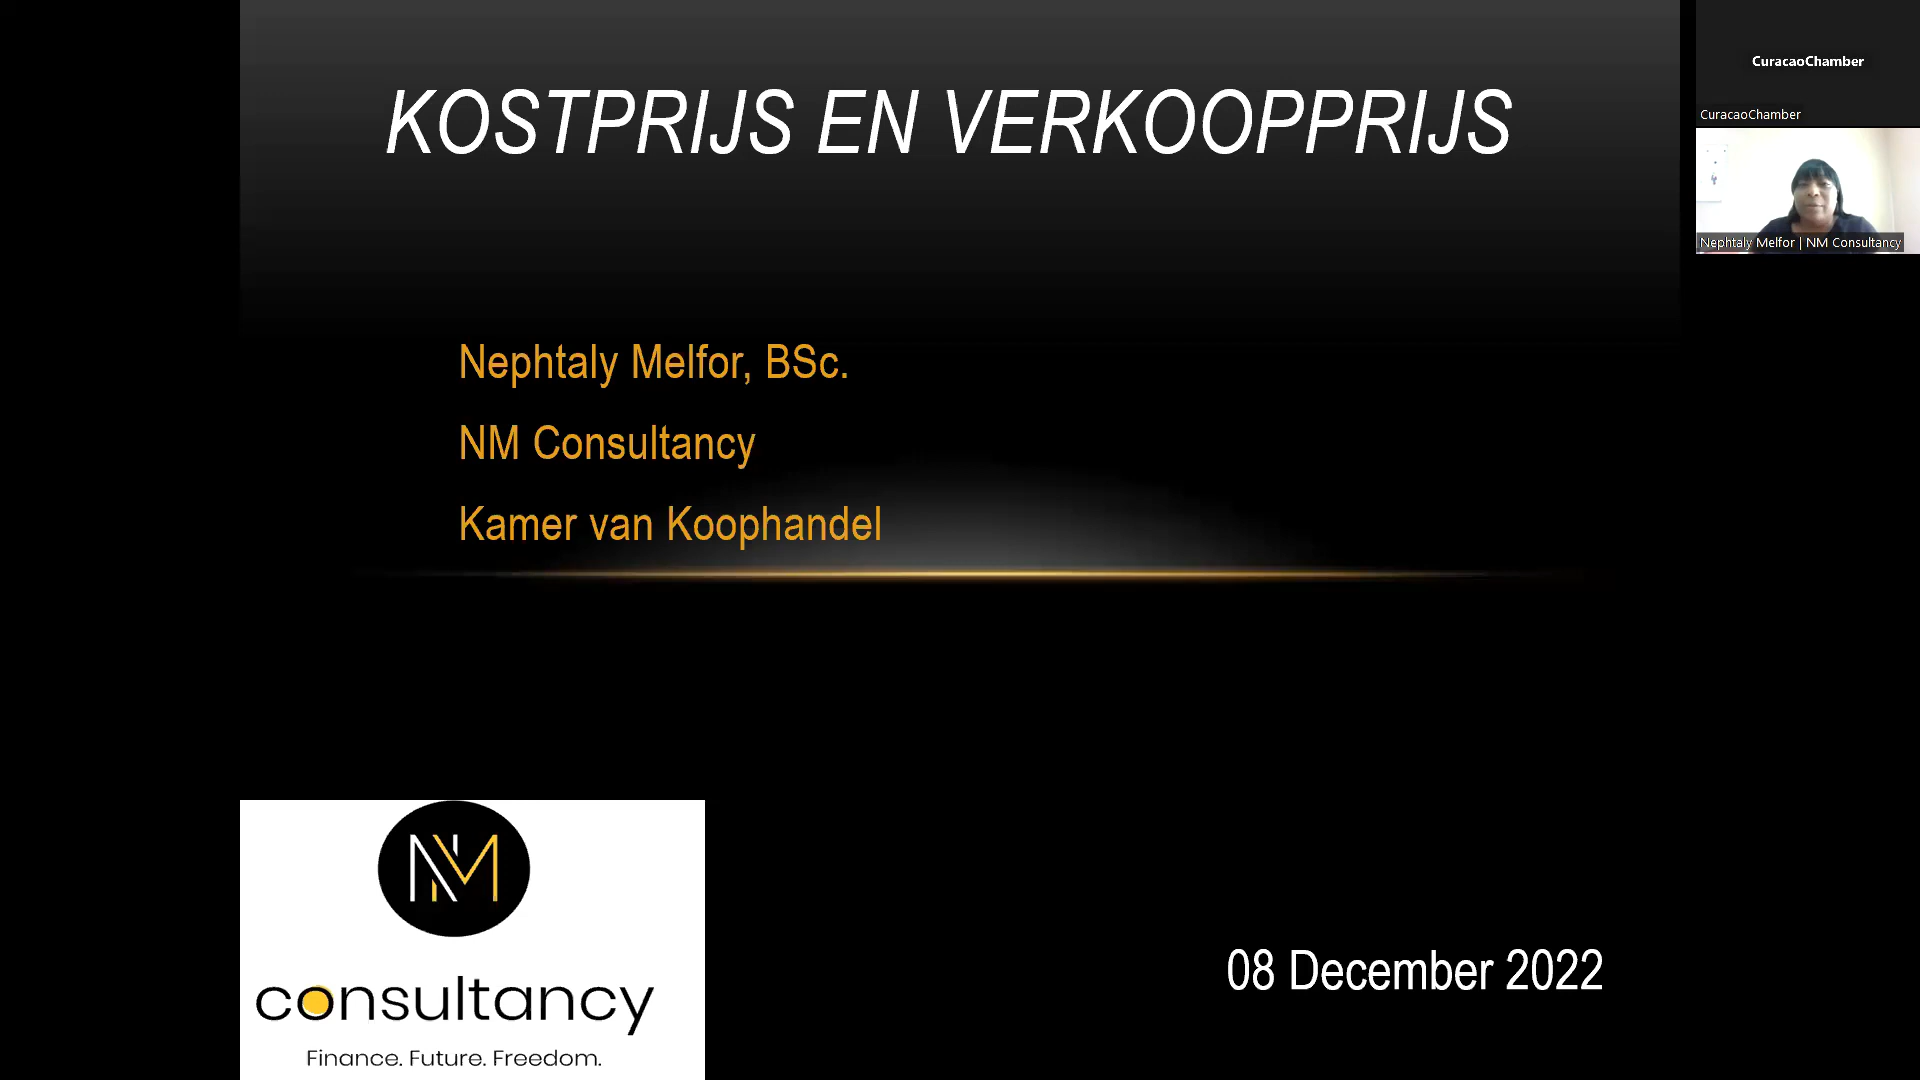 KOSTPRIJS EN VERKOOPPRIJS
CuracaoChamber
CuracaoChamber
Nephtaly Melfor | NM Consultancy
Nephtaly Melfor, BSc.
NM Consultancy
Kamer van Koophandel
NM
consultancy
Finance. Future. Freedom.
08 December 2022